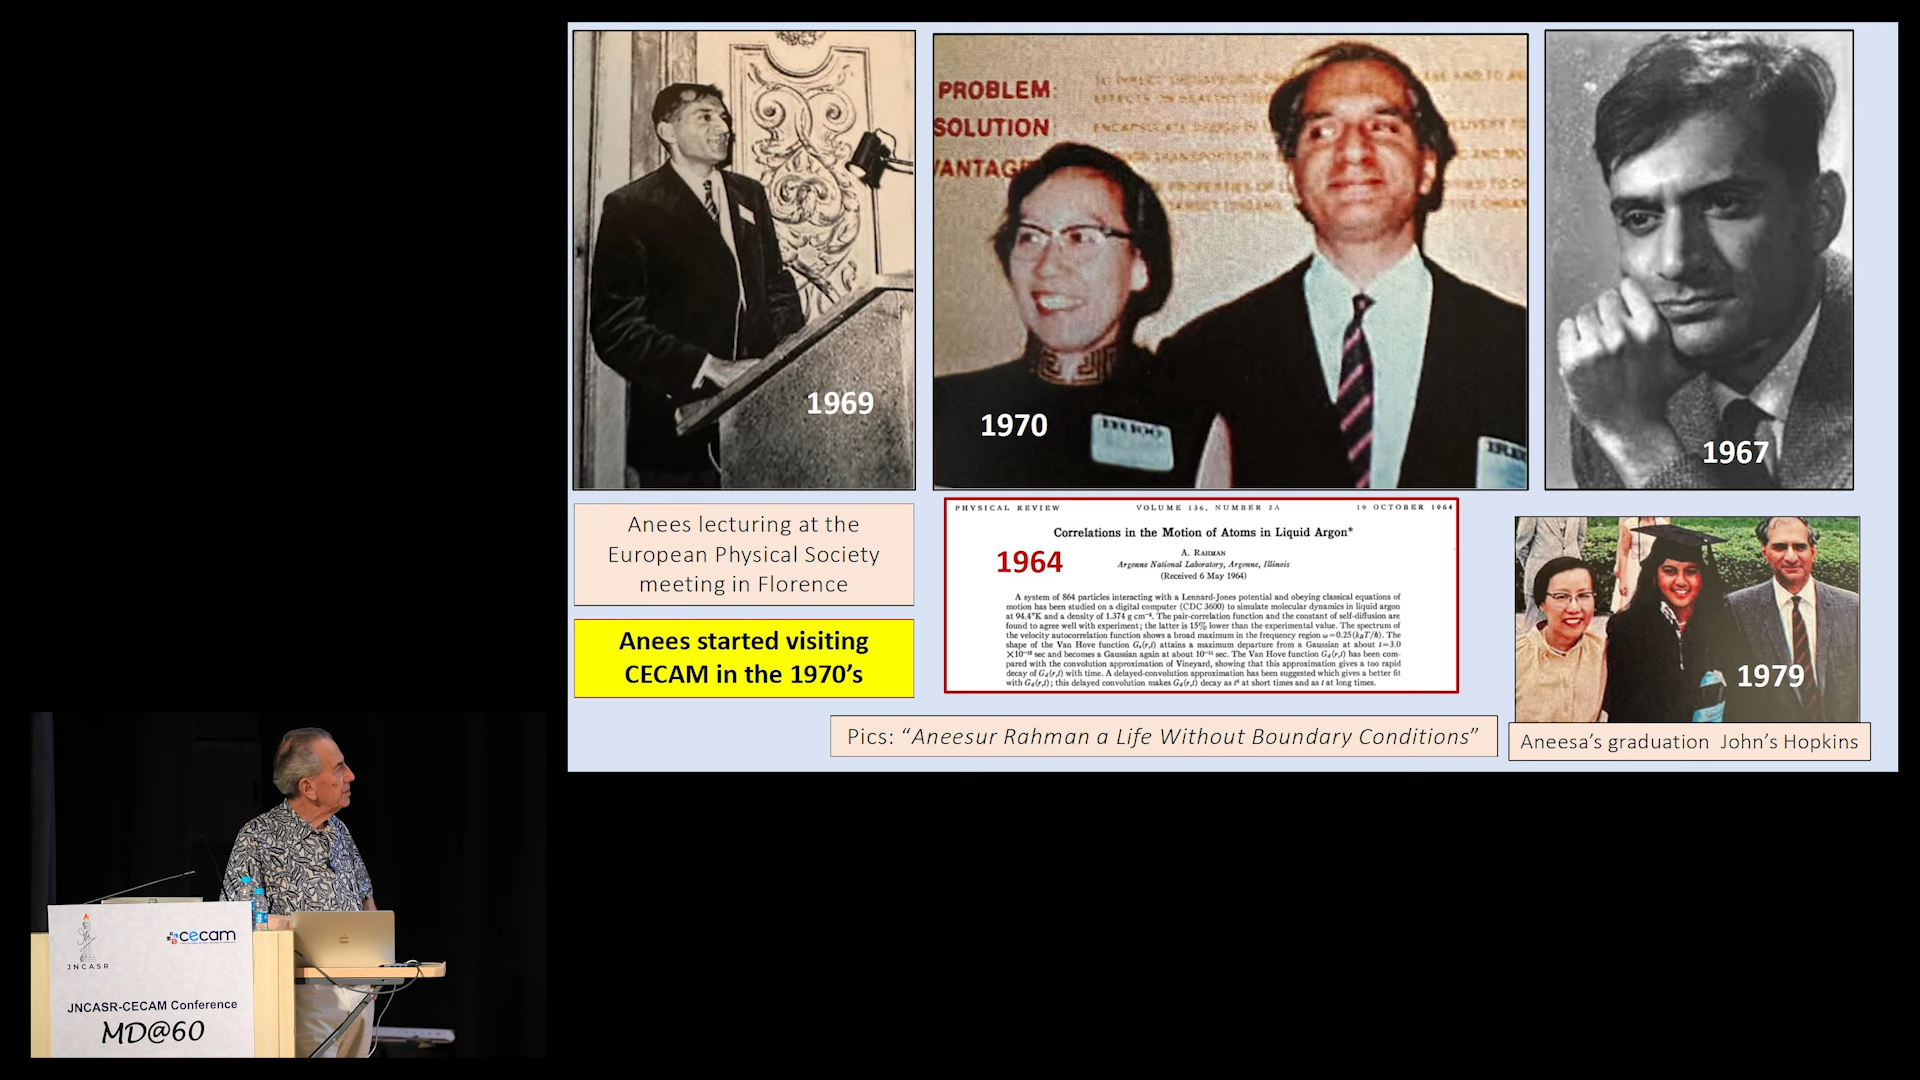 PROBLEM:
SOLUTION
VANTAG
1969
1970
1967
Anees lecturing at the
European Physical Society
meeting in Florence
Anees started visiting
CECAM in the 1970’s
PHYSICAL REVIEW VOLUME 136, NUMBER 2A 19 OCTOBER 1964
Correlations in the Motion of Atoms in Liquid Argon*
1964
A. RAHMAN
Argonne National Laboratory, Argonne, Illinois
(Received 6 May 1964)
A system of 864 particles interacting with a Lennard-Jones potential and obeying classical equations of
motion has been studied on a digital computer (CDC 3600) to simulate molecular dynamics in liquid argon
at 94.4°K and a density of 1.374 g cm⁻³. The pair-correlation function and the constant of self-diffusion are
found to agree well with experiment; the latter is 15% lower than the experimental value. The spectrum of
the velocity autocorrelation function shows a broad maximum in the frequency region ω=0.25(k_BT/ℏ). The
shape of the Van Hove function Gₛ(r,t) attains a maximum departure from a Gaussian at about t=3.0
×10⁻¹² sec and becomes a Gaussian again at about 10⁻¹¹ sec. The Van Hove function G_d(r,t) has been com-
pared with the convolution approximation of Vineyard, showing that this approximation gives a too rapid
decay of G_d(r,t) with time. A delayed-convolution approximation has been suggested which gives a better fit
with G_d(r,t); this delayed convolution makes G_d(r,t) decay as t⁴ at short times and as t at long times.
1979
Pics: “Aneesur Rahman a Life Without Boundary Conditions”
Aneesa’s graduation John’s Hopkins
JNCASR
cecam
JNCASR-CECAM Conference
MD@60